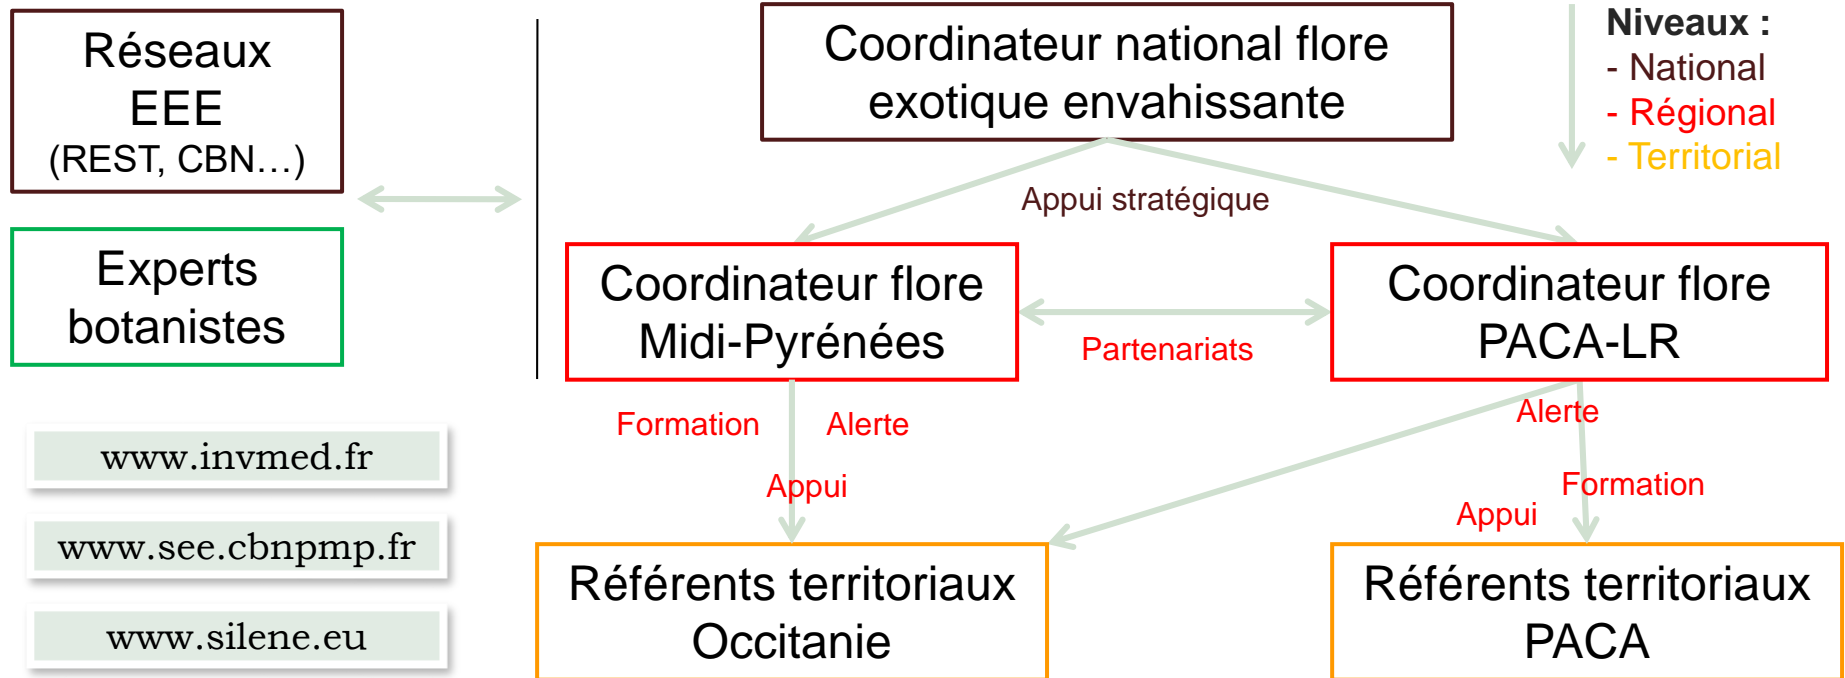 Réseaux
EEE
(REST, CBN…)
Experts
botanistes
www.invmed.fr
www.see.cbnpmp.fr
www.silene.eu
Coordinateur national flore
exotique envahissante
Niveaux :
- National
- Régional
- Territorial
Appui stratégique
Coordinateur flore
Midi-Pyrénées
Partenariats
Coordinateur flore
PACA-LR
Formation
Alerte
Appui
Alerte
Formation
Appui
Référents territoriaux
Occitanie
Référents territoriaux
PACA